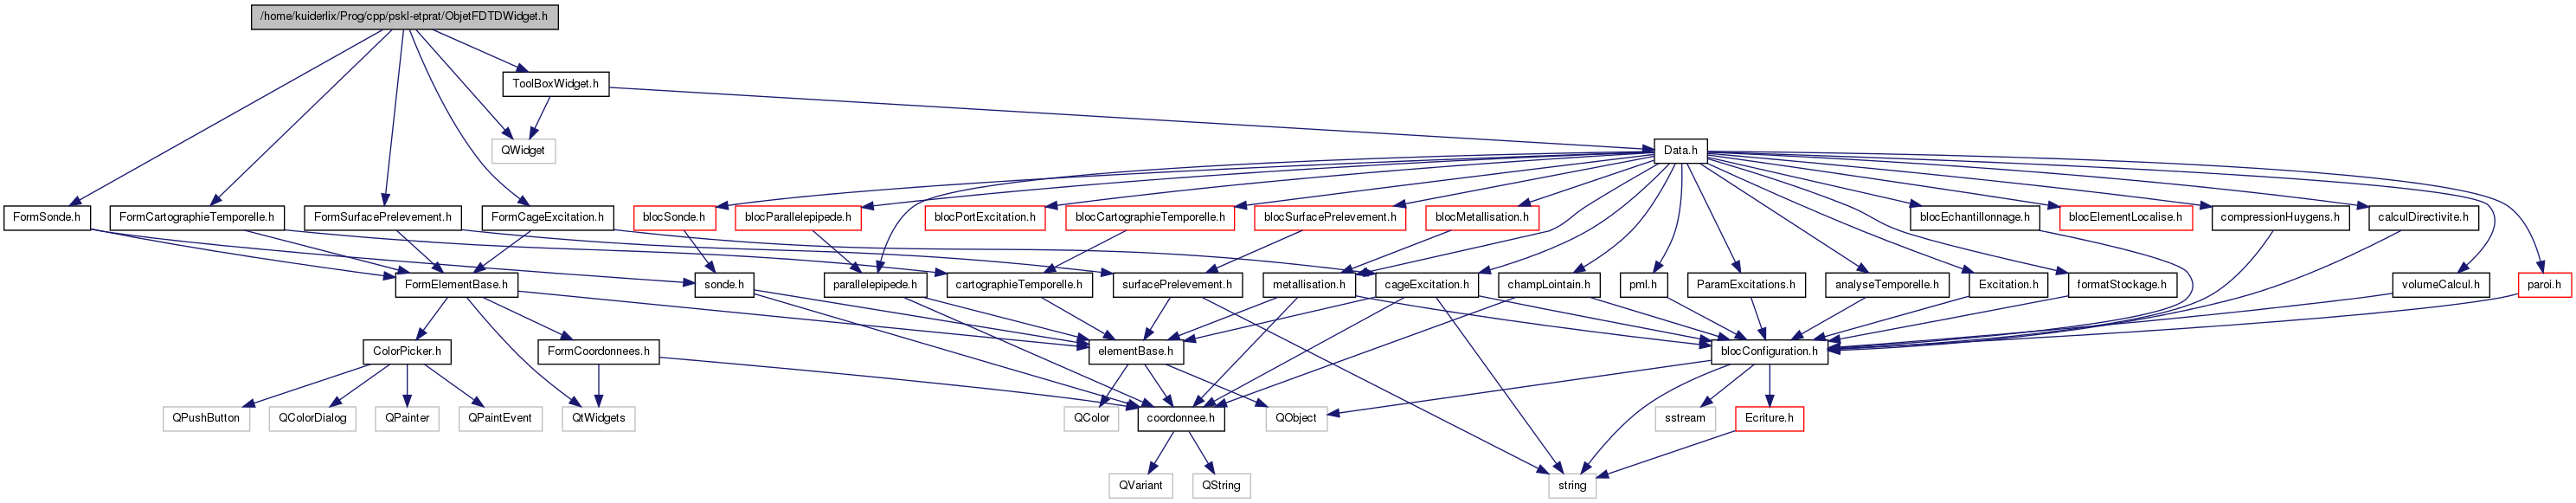 /home/kuiderlix/Prog/cpp/pskl-etprat/ObjetFDTDWidget.h
ToolBoxWidget.h
QWidget
Data.h
FormSonde.h
FormCartographieTemporelle.h
FormSurfacePrelevement.h
FormCageExcitation.h
blocSonde.h
blocParallelepipede.h
blocPortExcitation.h
blocCartographieTemporelle.h
blocSurfacePrelevement.h
blocMetallisation.h
blocEchantillonnage.h
blocElementLocalise.h
compressionHuygens.h
calculDirectivite.h
FormElementBase.h
sonde.h
parallelepipede.h
cartographieTemporelle.h
surfacePrelevement.h
metallisation.h
cageExcitation.h
champLointain.h
pml.h
ParamExcitations.h
analyseTemporelle.h
Excitation.h
formatStockage.h
volumeCalcul.h
paroi.h
ColorPicker.h
FormCoordonnees.h
elementBase.h
blocConfiguration.h
QPushButton
QColorDialog
QPainter
QPaintEvent
QtWidgets
QColor
coordonnee.h
QObject
sstream
Ecriture.h
QVariant
QString
string